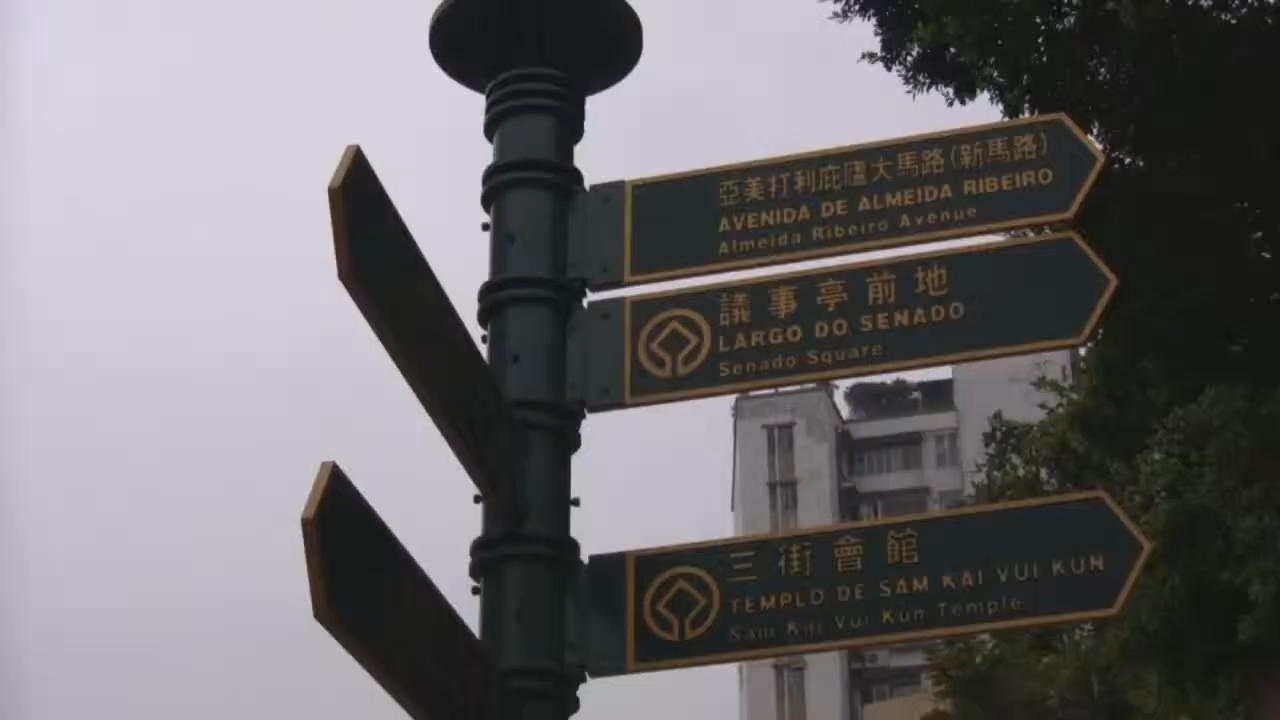 亞美打利庇廬大馬路(新馬路)
AVENIDA DE ALMEIDA RIBEIRO
Almeida Ribeiro Avenue
議事亭前地
LARGO DO SENADO
Senado Square
三街會館
TEMPLO DE SAM KAI VUI KUN
Sam Kai Vui Kun Temple